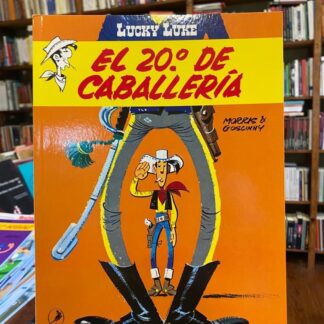 LUCKY LUKE
EL 20.º DE
CABALLERÍA
MORRIS &
GOSCINNY